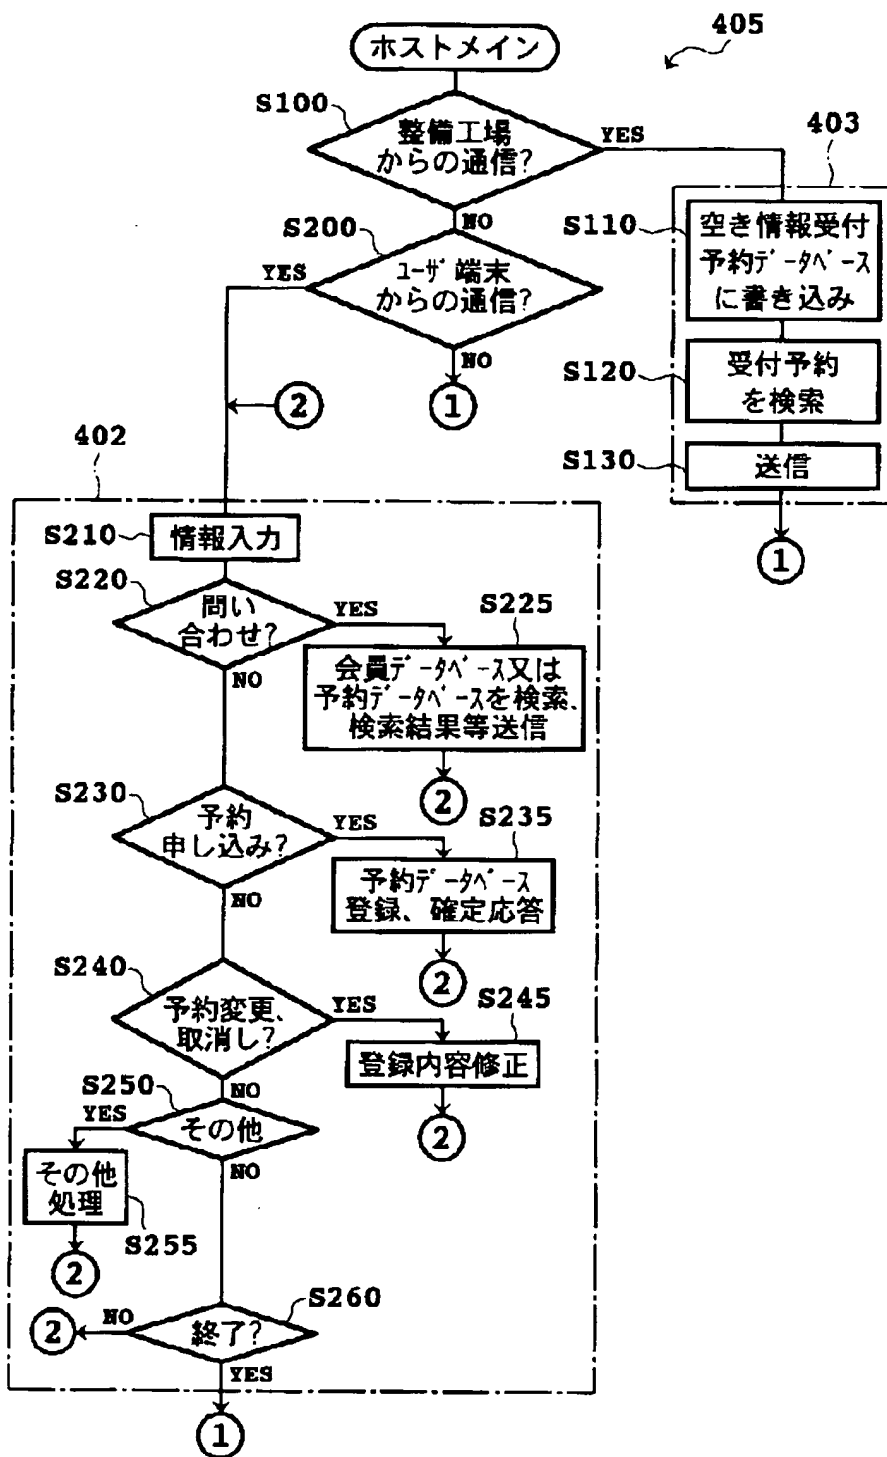 405
ホストメイン
S100
整備工場
からの通信?
YES
NO
403
S110
空き情報受付
予約データベース
に書き込み
S120
受付予約
を検索
S130
送信
①
S200
YES
ユーザ端末
からの通信?
NO
②
①
402
S210
情報入力
S220
問い
合わせ?
YES
NO
S225
会員データベース又は
予約データベースを検索、
検索結果等送信
②
S230
予約
申し込み?
YES
NO
S235
予約データベース
登録、確定応答
②
S240
予約変更、
取消し?
YES
NO
S245
登録内容修正
②
S250
YES
その他
NO
その他
処理
S255
②
S260
NO
②
終了?
YES
①